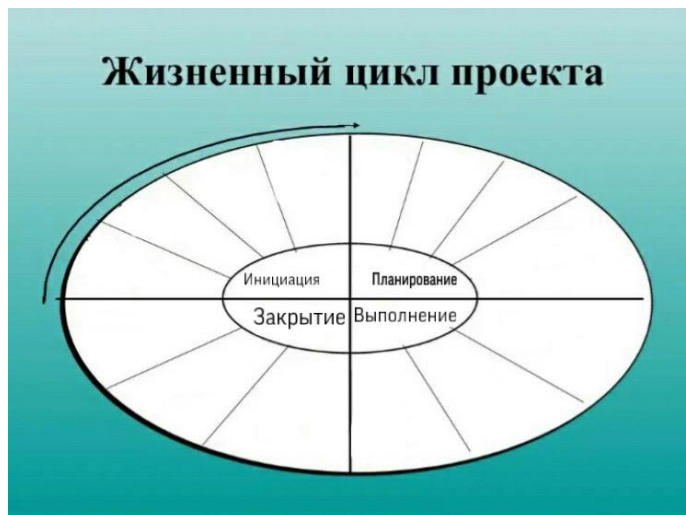 Жизненный цикл проекта
Инициация
Планирование
Закрытие
Выполнение